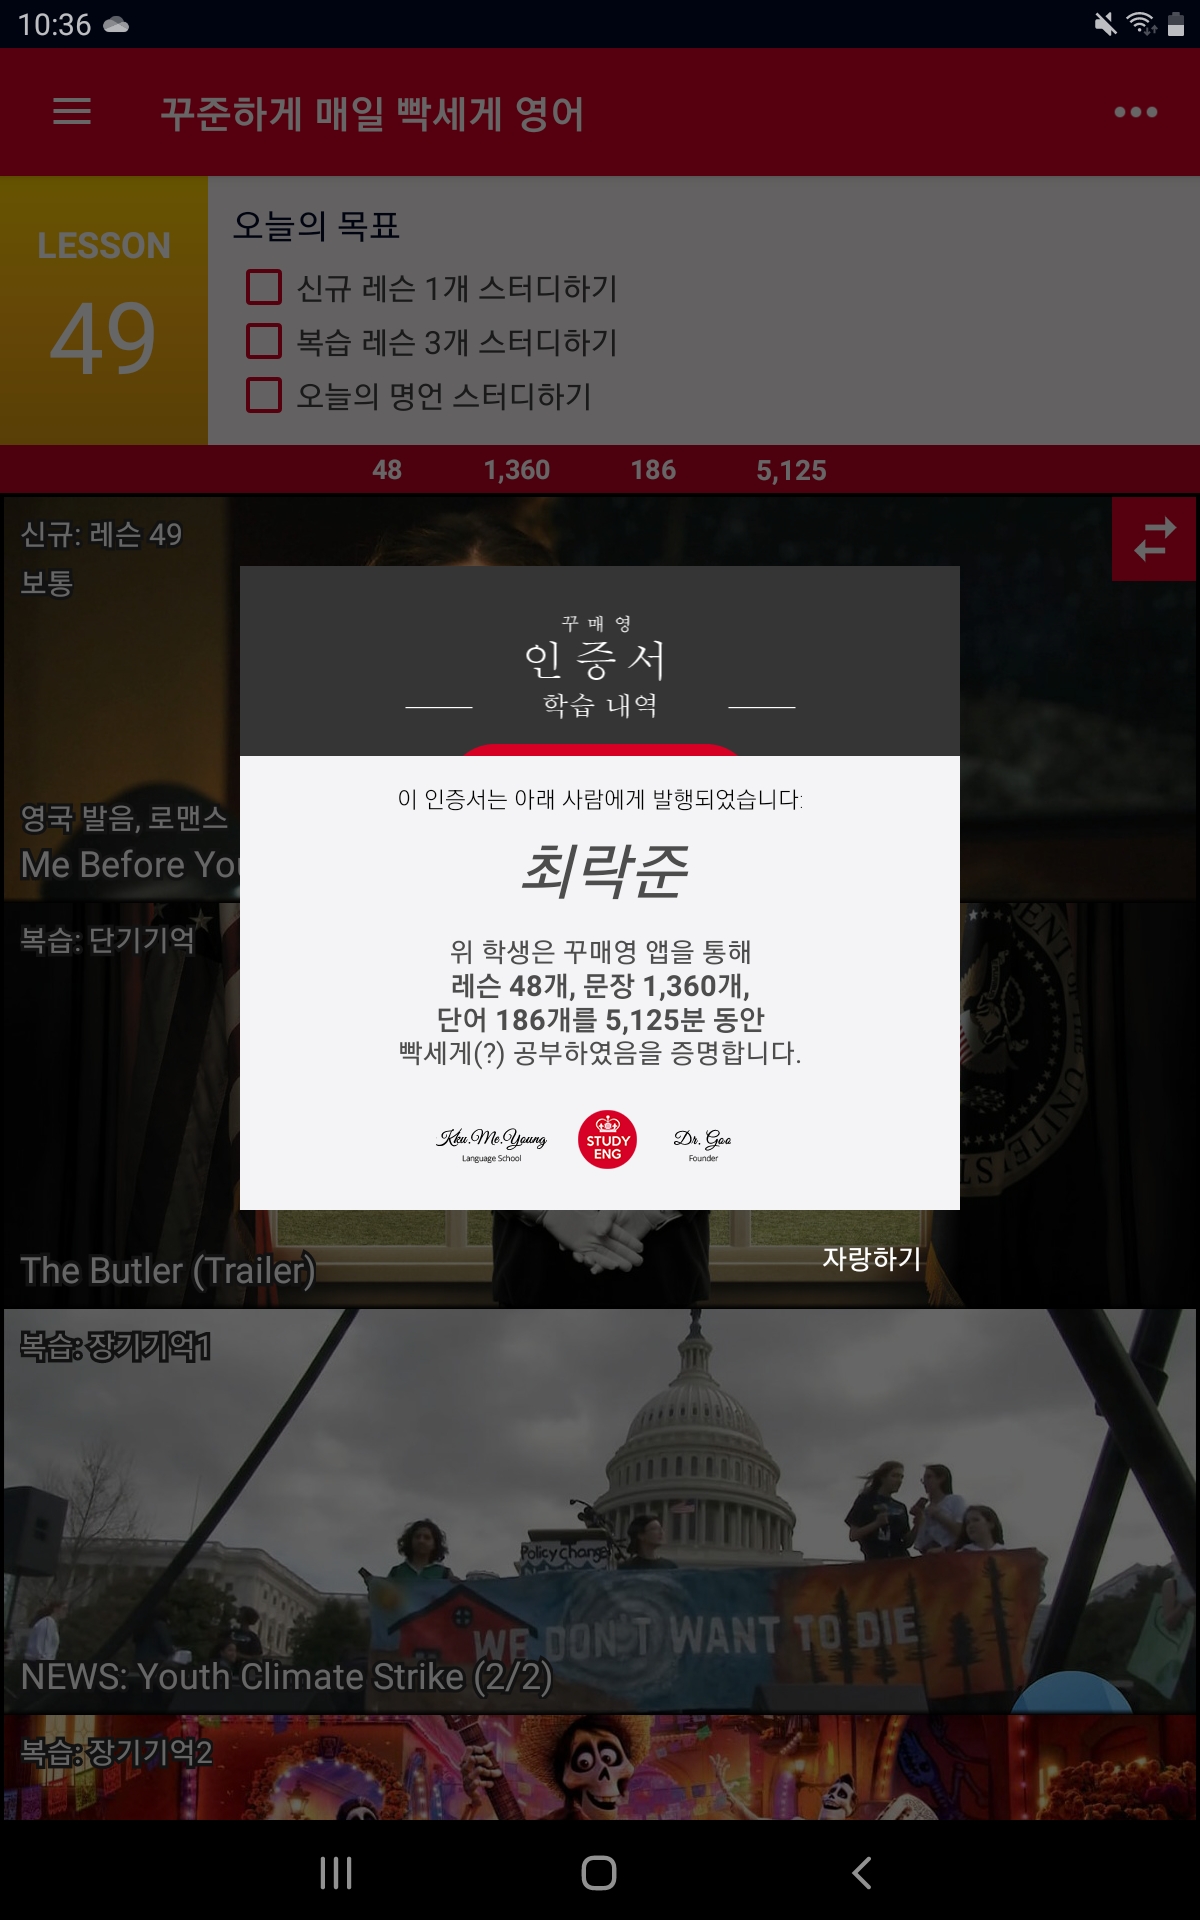 10:36
꾸준하게 매일 빡세게 영어
LESSON
49
오늘의 목표
신규 레슨 1개 스터디하기
복습 레슨 3개 스터디하기
오늘의 명언 스터디하기
48 1,360 186 5,125
신규: 레슨 49
보통
영국 발음, 로맨스
Me Before You
꾸매영
인증서
학습 내역
이 인증서는 아래 사람에게 발행되었습니다:
최락준
위 학생은 꾸매영 앱을 통해
레슨 48개, 문장 1,360개,
단어 186개를 5,125분 동안
빡세게(?) 공부하였음을 증명합니다.
Kku.Me.Young
Language School
STUDY
ENG
Dr. Goo
Founder
복습: 단기기억
The Butler (Trailer)
자랑하기
복습: 장기기억1
Policy change
WE DON'T WANT TO DIE
NEWS: Youth Climate Strike (2/2)
복습: 장기기억2